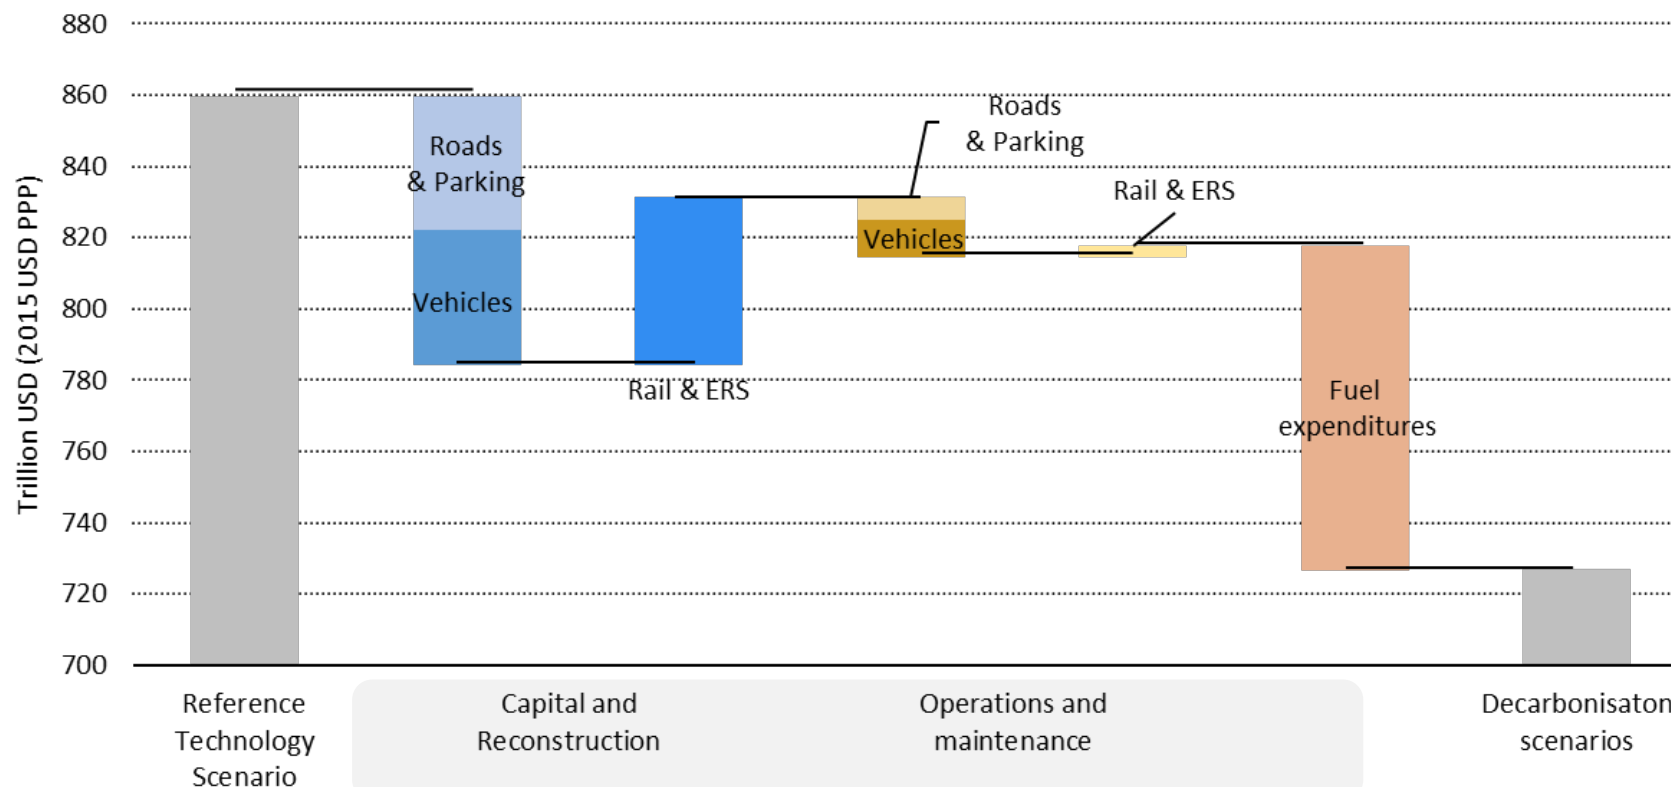 Trillion USD (2015 USD PPP)
880
860
840
820
800
780
760
740
720
700
Roads
& Parking
Vehicles
Rail & ERS
Roads
& Parking
Vehicles
Rail & ERS
Fuel
expenditures
Reference
Technology
Scenario
Capital and
Reconstruction
Operations and
maintenance
Decarbonisaton
scenarios